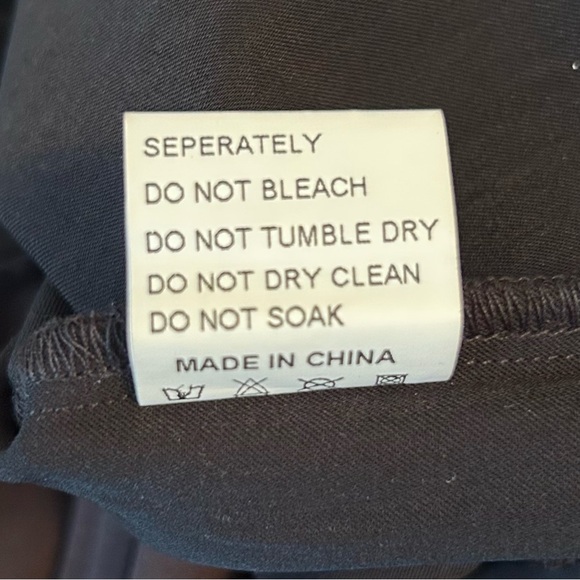 SEPERATELY
DO NOT BLEACH
DO NOT TUMBLE DRY
DO NOT DRY CLEAN
DO NOT SOAK
MADE IN CHINA